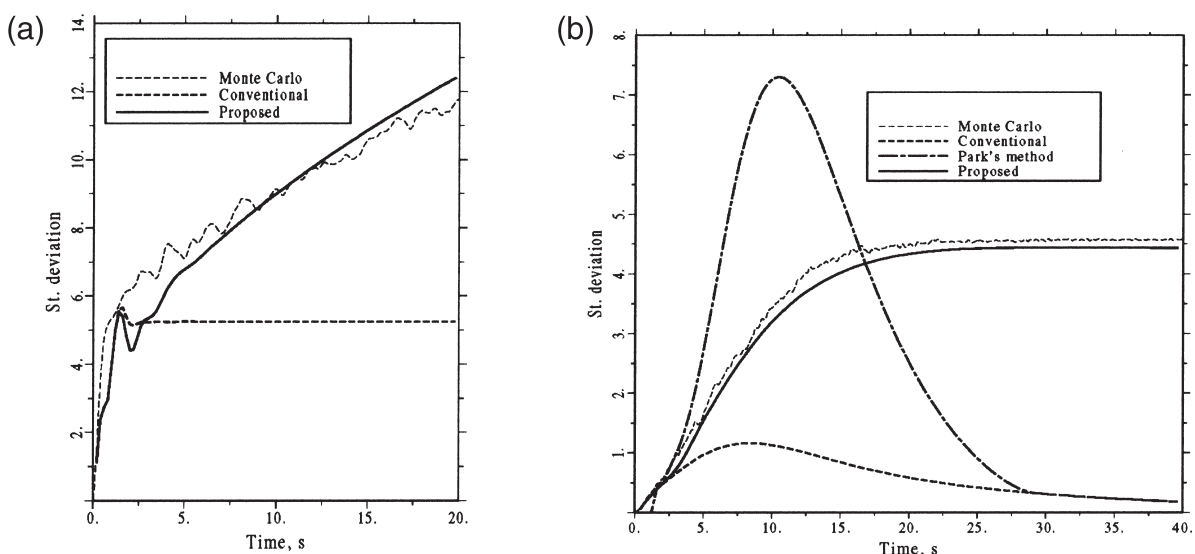 (a)
14.
12.
10.
8.
6.
4.
2.
St. deviation
Monte Carlo
Conventional
Proposed
0. 5. 10. 15. 20.
Time, s
(b)
8.
7.
6.
5.
4.
3.
2.
1.
St. deviation
Monte Carlo
Conventional
Park's method
Proposed
0. 5. 10. 15. 20. 25. 30. 35. 40.
Time, s